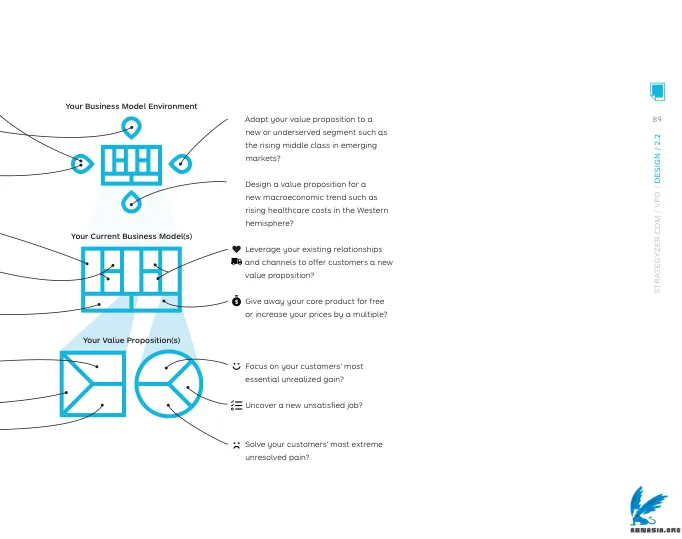 Your Business Model Environment
Adapt your value proposition to a
new or underserved segment such as
the rising middle class in emerging
markets?
Design a value proposition for a
new macroeconomic trend such as
rising healthcare costs in the Western
hemisphere?
Your Current Business Model(s)
Leverage your existing relationships
and channels to offer customers a new
value proposition?
$
Give away your core product for free
or increase your prices by a multiple?
Your Value Proposition(s)
Focus on your customers' most
essential unrealized gain?
Uncover a new unsatisfied job?
Solve your customers' most extreme
unresolved pain?
89
STRATEGYZER.COM / VPD / DESIGN / 2.2
ABNASIA.ORG